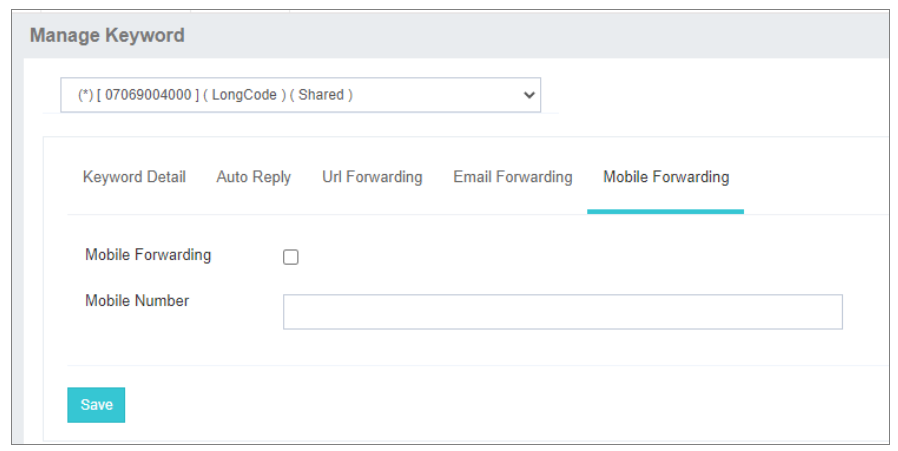 Manage Keyword
(*) [ 07069004000 ] ( LongCode ) ( Shared )
Keyword Detail Auto Reply Url Forwarding Email Forwarding Mobile Forwarding
Mobile Forwarding
Mobile Number
Save